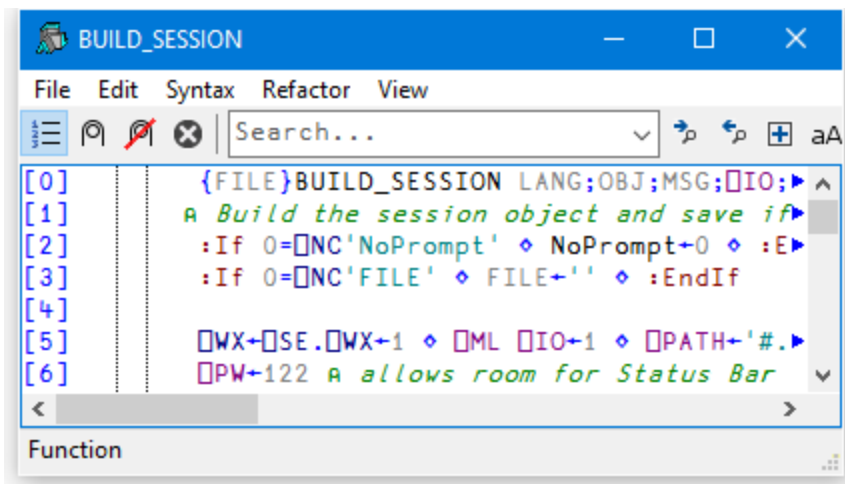 BUILD_SESSION
File Edit Syntax Refactor View
Search... aA
[0] {FILE}BUILD_SESSION LANG;OBJ;MSG;⎕IO;
[1] ⍝ Build the session object and save if
[2] :If 0=⎕NC'NoPrompt' ⋄ NoPrompt←0 ⋄ :E
[3] :If 0=⎕NC'FILE' ⋄ FILE←'' ⋄ :EndIf
[4]
[5] ⎕WX←⎕SE.⎕WX←1 ⋄ ⎕ML ⎕IO←1 ⋄ ⎕PATH←'#.
[6] ⎕PW←122 ⍝ allows room for Status Bar
Function